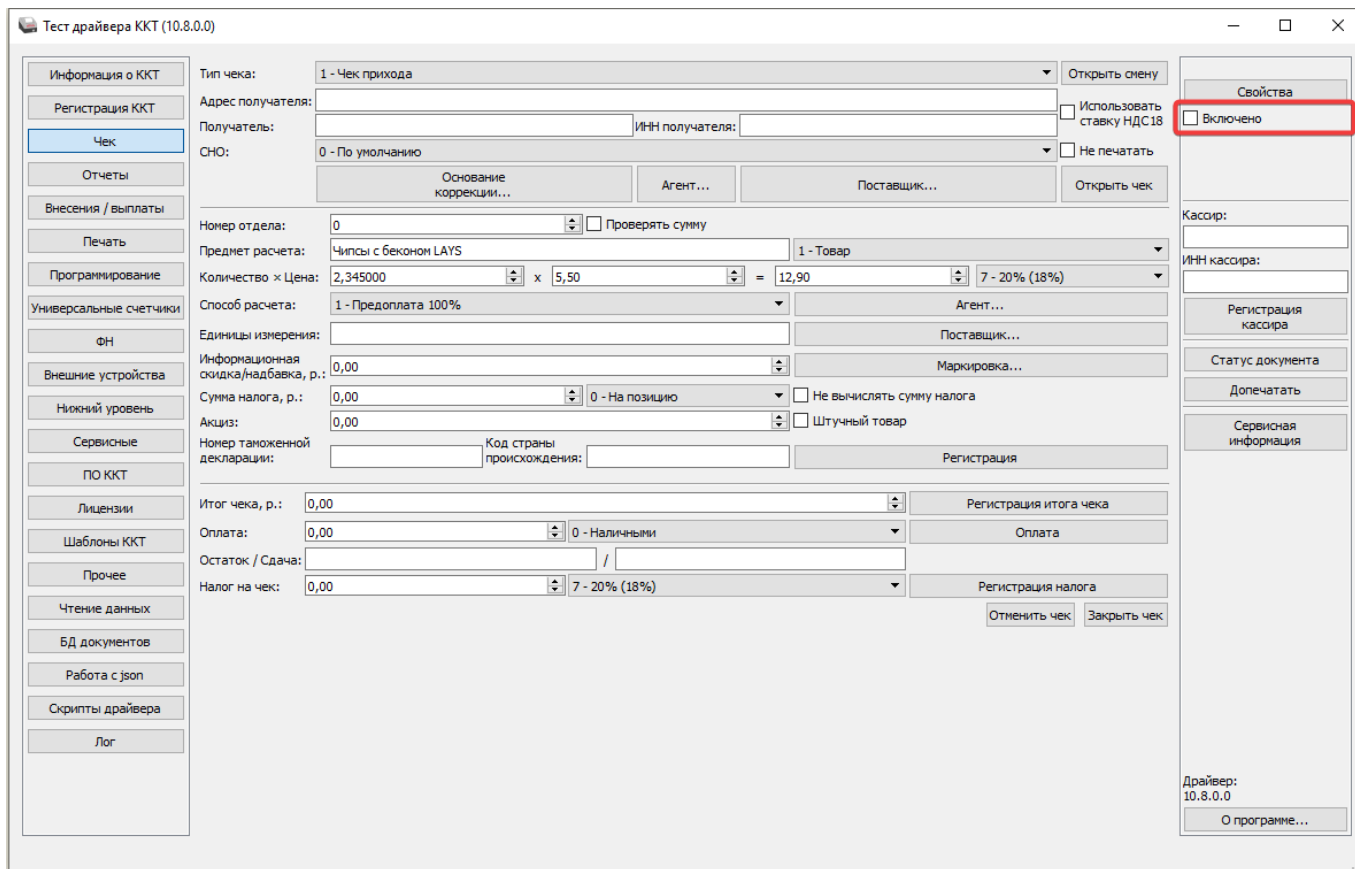 Тест драйвера ККТ (10.8.0.0)
Информация о ККТ
Регистрация ККТ
Чек
Отчеты
Внесения / выплаты
Печать
Программирование
Универсальные счетчики
ФН
Внешние устройства
Нижний уровень
Сервисные
ПО ККТ
Лицензии
Шаблоны ККТ
Прочее
Чтение данных
БД документов
Работа с json
Скрипты драйвера
Лог
Тип чека: 1 - Чек прихода Открыть смену
Адрес получателя:
Использовать
ставку НДС18
Получатель: ИНН получателя:
СНО: 0 - По умолчанию Не печатать
Основание
коррекции...
Агент... Поставщик... Открыть чек
Номер отдела: 0 Проверять сумму
Предмет расчета: Чипсы с беконом LAYS 1 - Товар
Количество × Цена: 2,345000 x 5,50 = 12,90 7 - 20% (18%)
Способ расчета: 1 - Предоплата 100% Агент...
Единицы измерения: Поставщик...
Информационная
скидка/надбавка, р.: 0,00 Маркировка...
Сумма налога, р.: 0,00 0 - На позицию Не вычислять сумму налога
Акциз: 0,00 Штучный товар
Номер таможенной
декларации:
Код страны
происхождения:
Регистрация
Итог чека, р.: 0,00 Регистрация итога чека
Оплата: 0,00 0 - Наличными Оплата
Остаток / Сдача: /
Налог на чек: 0,00 7 - 20% (18%) Регистрация налога
Отменить чек Закрыть чек
Свойства
Включено
Кассир:
ИНН кассира:
Регистрация
кассира
Статус документа
Допечатать
Сервисная
информация
Драйвер:
10.8.0.0
О программе...